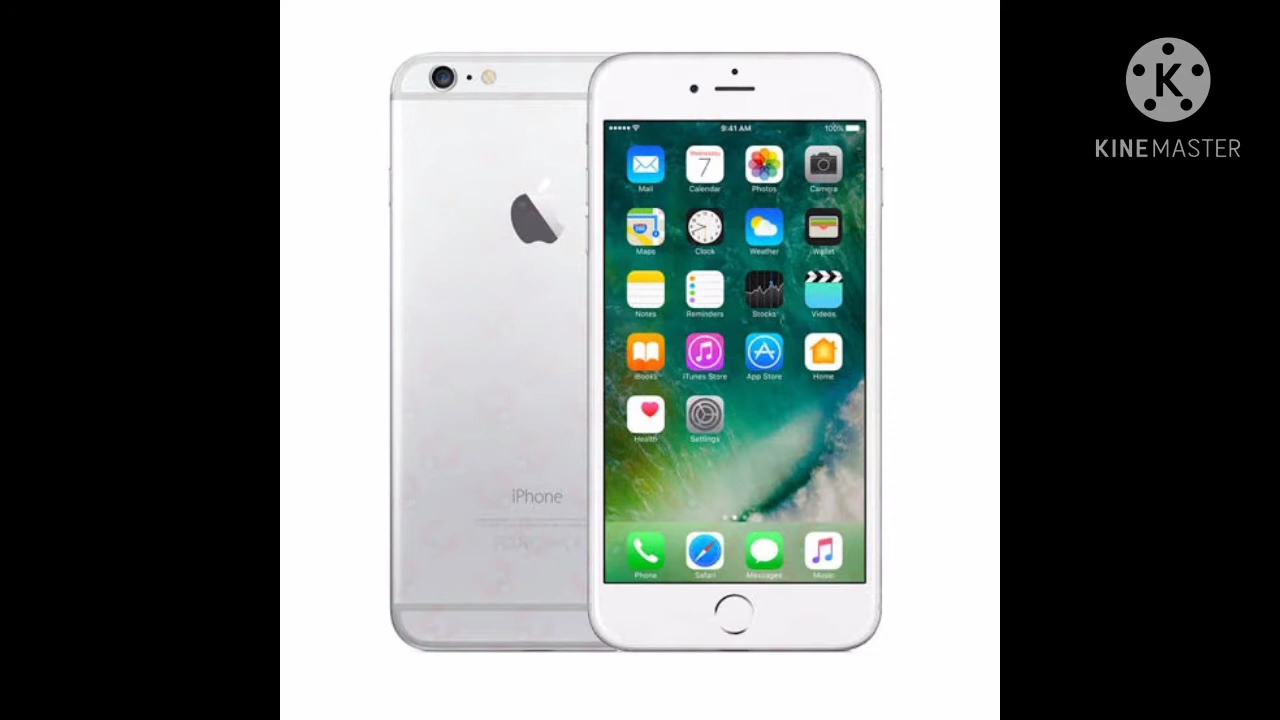 KINEMASTER
K
9:41 AM
100%
Wednesday
7
Mail
Calendar
Photos
Camera
Maps
Clock
Weather
Wallet
Notes
Reminders
Stocks
Videos
iBooks
iTunes Store
App Store
Home
Health
Settings
iPhone
Phone
Safari
Messages
Music